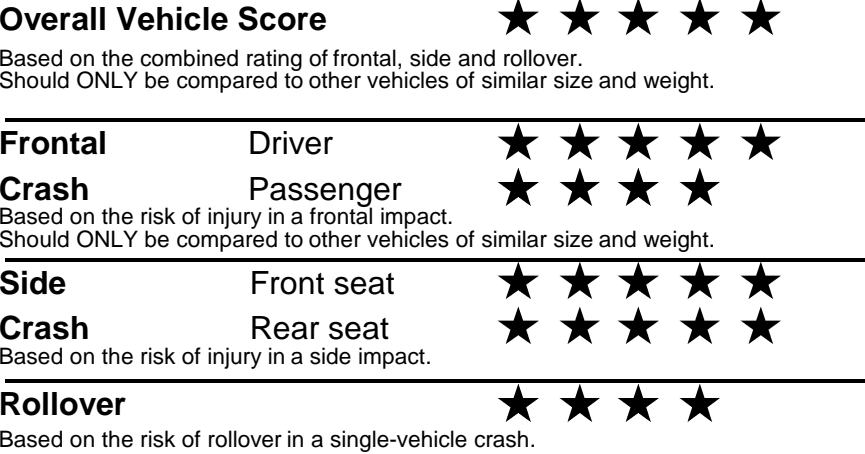 Overall Vehicle Score ★ ★ ★ ★ ★
Based on the combined rating of frontal, side and rollover.
Should ONLY be compared to other vehicles of similar size and weight.
Frontal Driver ★ ★ ★ ★ ★
Crash Passenger ★ ★ ★ ★
Based on the risk of injury in a frontal impact.
Should ONLY be compared to other vehicles of similar size and weight.
Side Front seat ★ ★ ★ ★ ★
Crash Rear seat ★ ★ ★ ★ ★
Based on the risk of injury in a side impact.
Rollover ★ ★ ★ ★
Based on the risk of rollover in a single-vehicle crash.